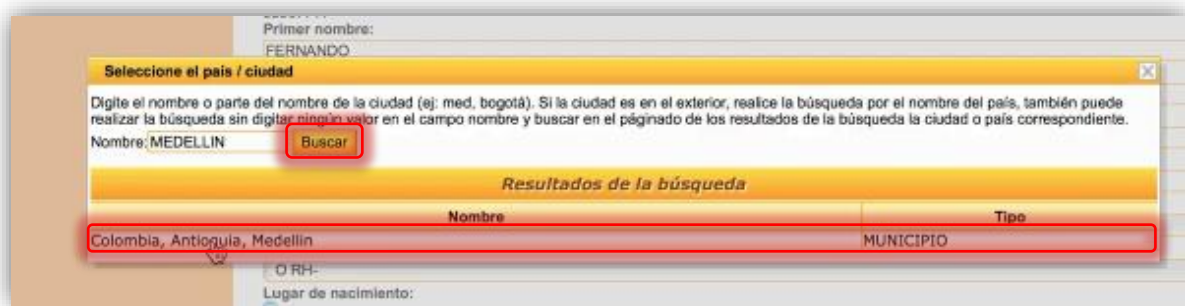 Primer nombre:
FERNANDO
Seleccione el país / ciudad
Digite el nombre o parte del nombre de la ciudad (ej: med, bogotá). Si la ciudad es en el exterior, realice la búsqueda por el nombre del país, también puede
realizar la búsqueda sin digitar ningún valor en el campo nombre y buscar en el páginado de los resultados de la búsqueda la ciudad o país correspondiente.
Nombre: MEDELLIN Buscar
Resultados de la búsqueda
Nombre Tipo
Colombia, Antioquia, Medellin MUNICIPIO
O RH-
Lugar de nacimiento: